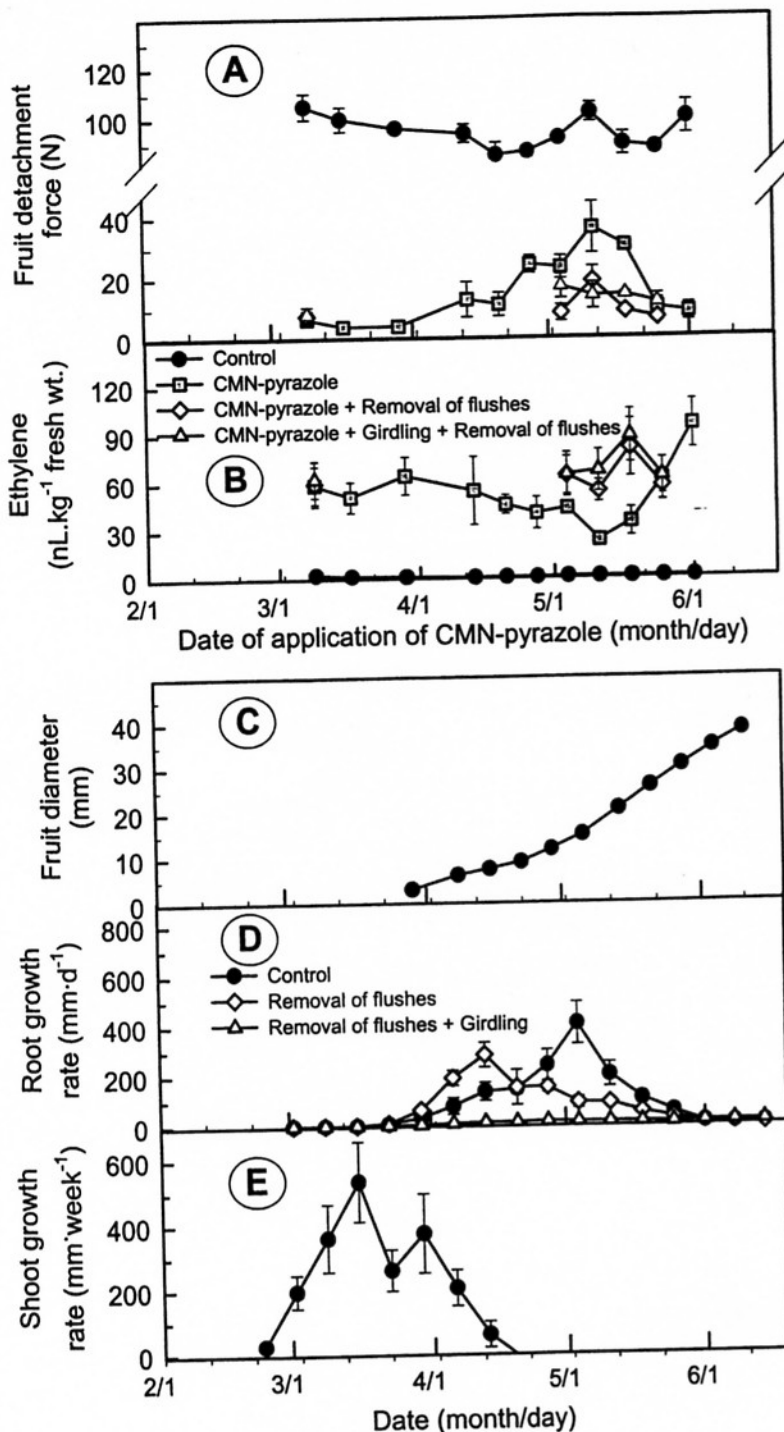 A
Fruit detachment
force (N)
120
100
40
20
0
B
Ethylene
(nL.kg⁻¹ fresh wt.)
Control
CMN-pyrazole
CMN-pyrazole + Removal of flushes
CMN-pyrazole + Girdling + Removal of flushes
120
90
60
30
0
2/1 3/1 4/1 5/1 6/1
Date of application of CMN-pyrazole (month/day)
C
Fruit diameter
(mm)
40
30
20
10
0
D
Root growth
rate (mm·d⁻¹)
Control
Removal of flushes
Removal of flushes + Girdling
800
600
400
200
0
E
Shoot growth
rate (mm·week⁻¹)
600
400
200
0
2/1 3/1 4/1 5/1 6/1
Date (month/day)